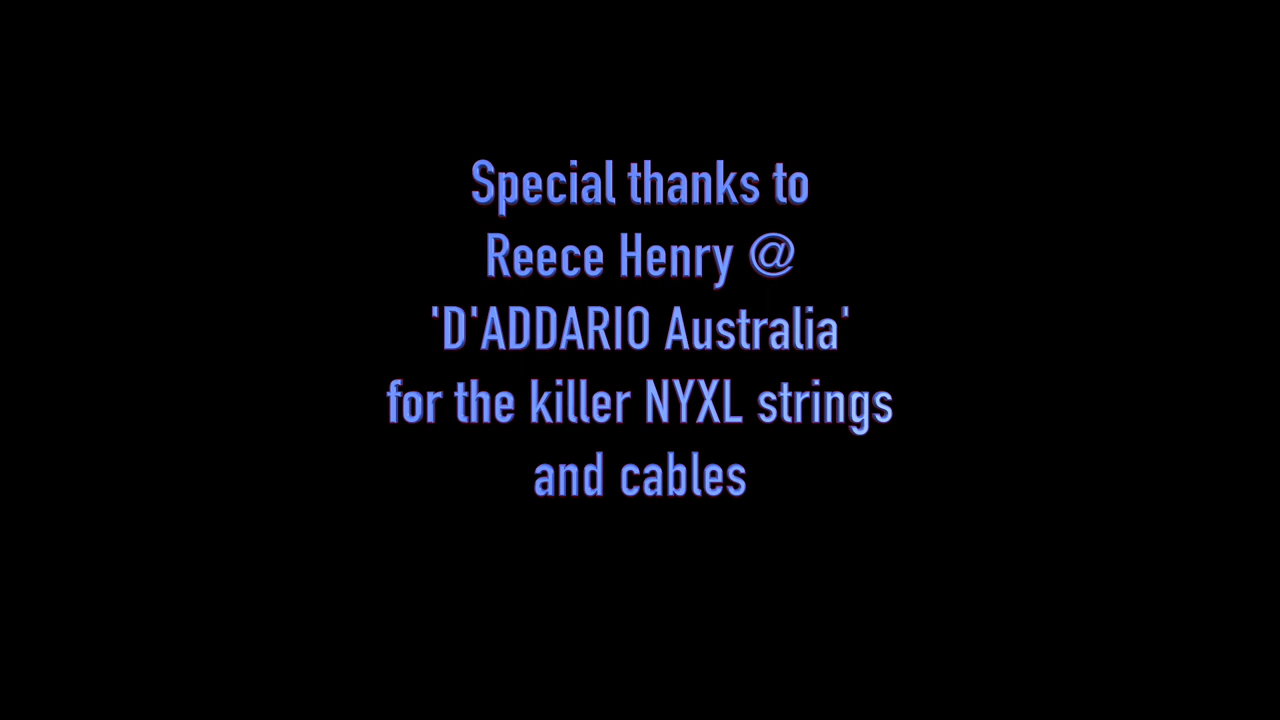 Special thanks to
Reece Henry @
'D'ADDARIO Australia'
for the killer NYXL strings
and cables